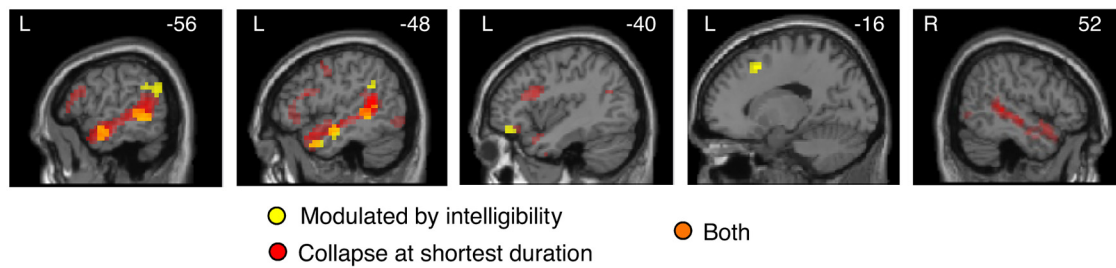 L -56
L -48
L -40
L -16
R 52
Modulated by intelligibility
Collapse at shortest duration
Both